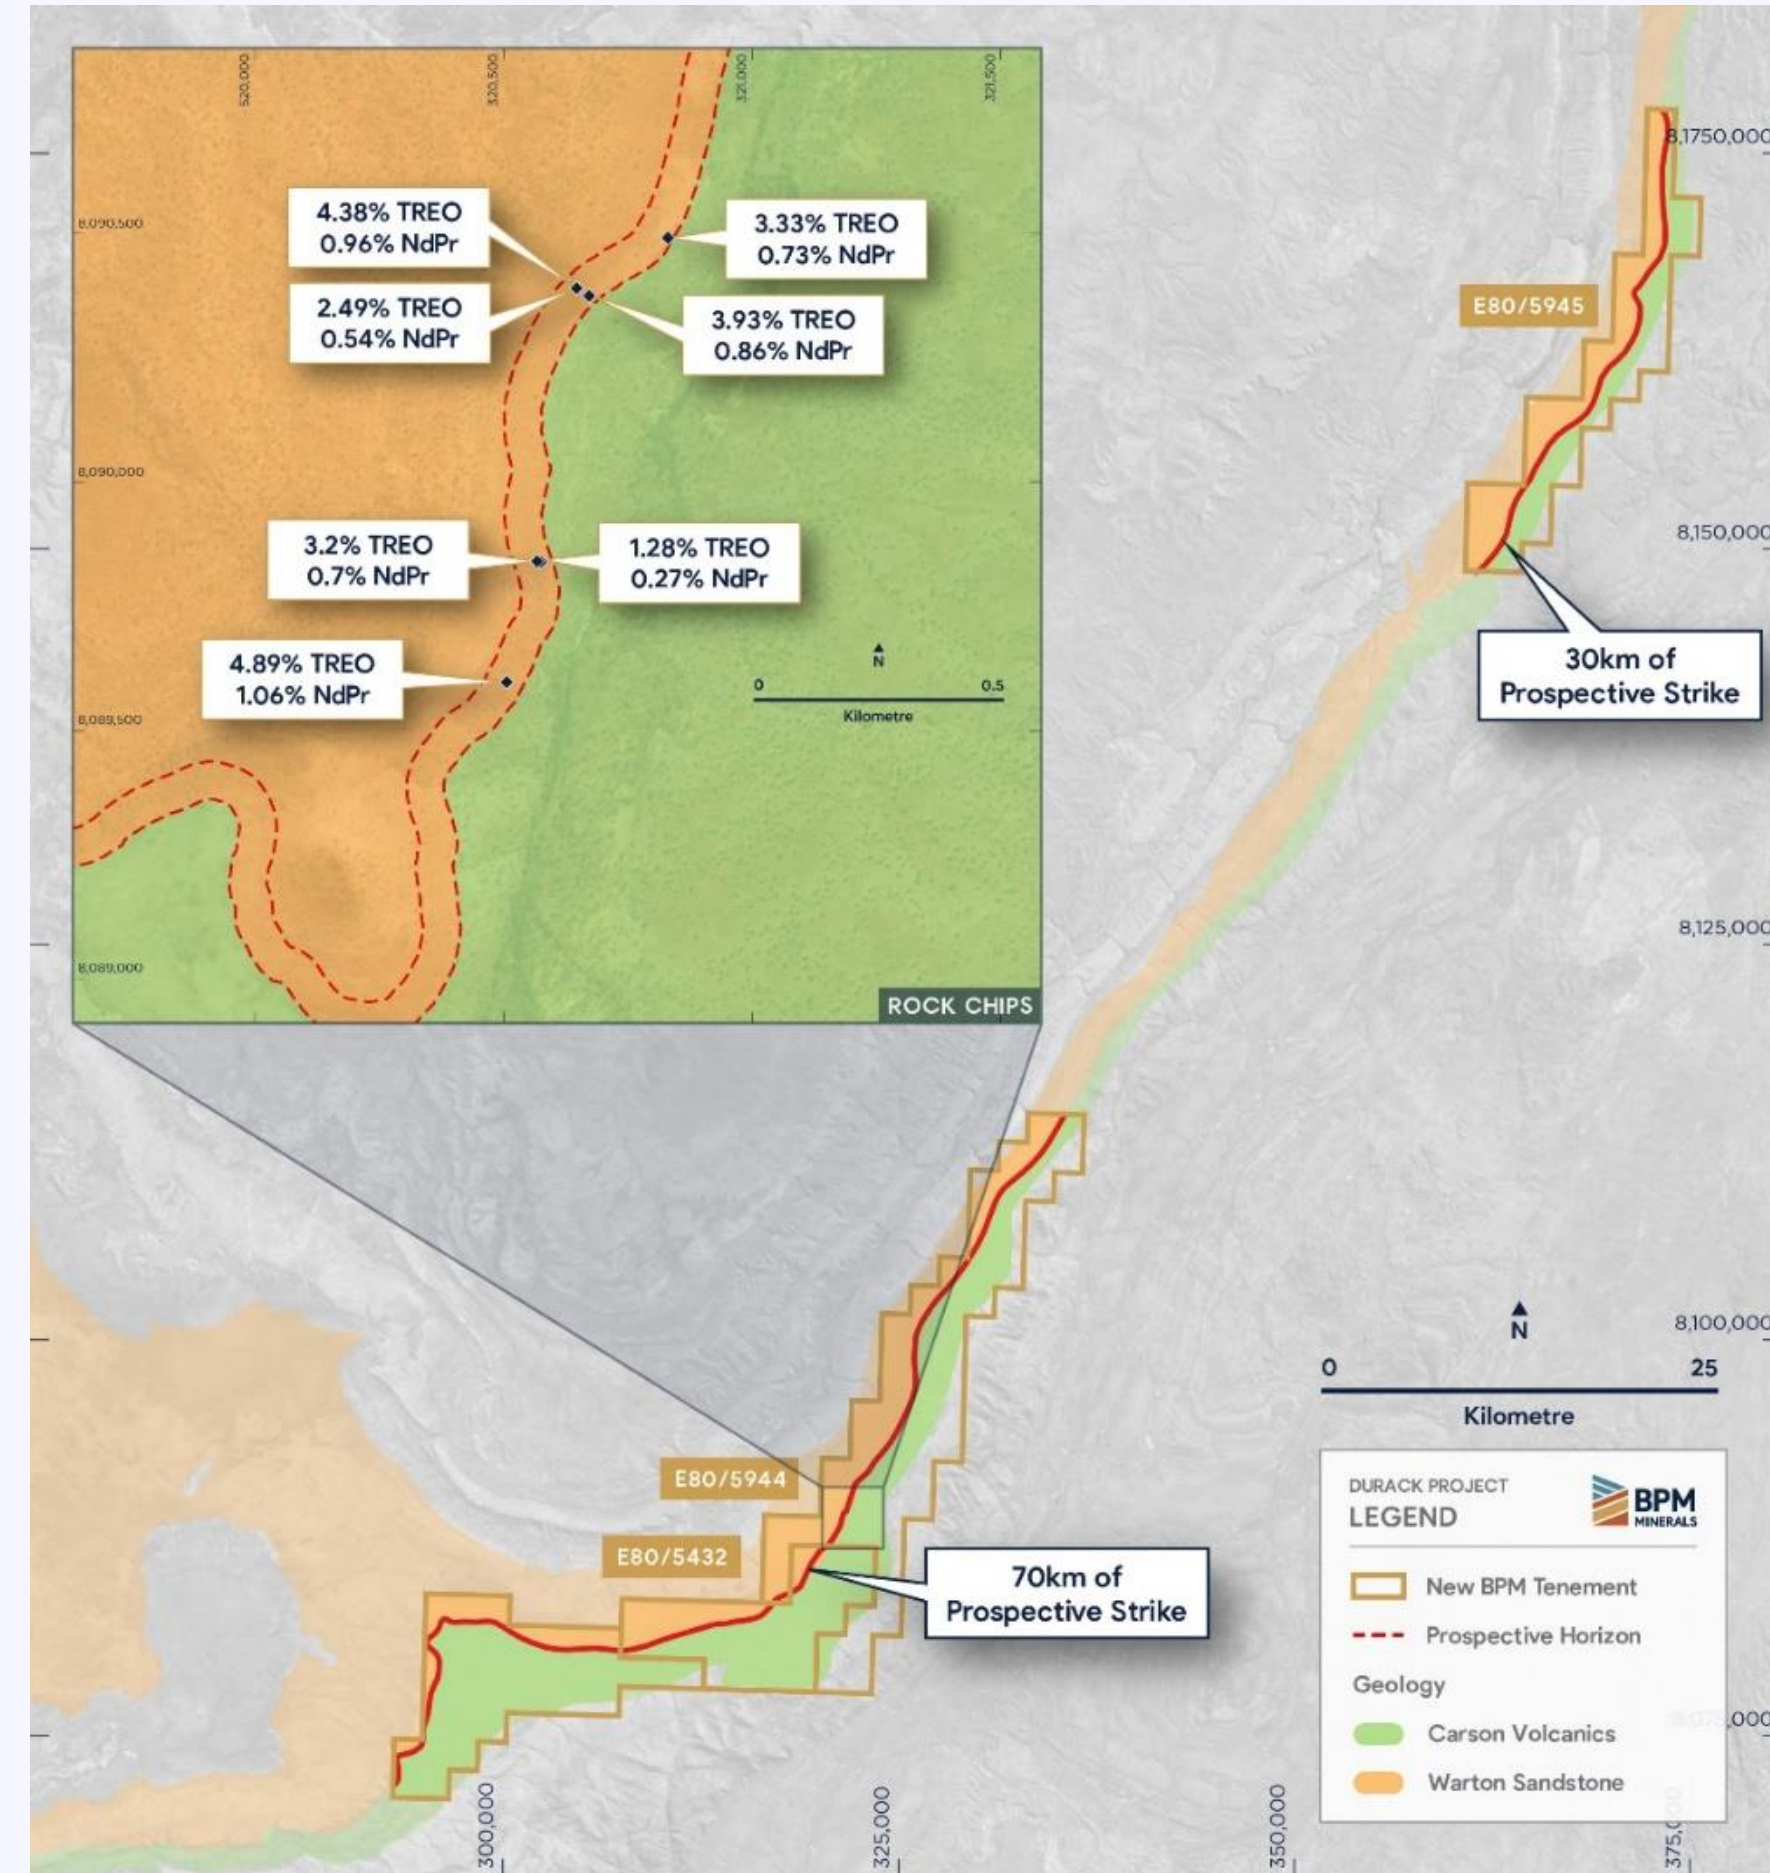 520,000
320,500
321,000
321,500
8,090,500
8,090,000
8,089,500
8,089,000
4.38% TREO
0.96% NdPr
3.33% TREO
0.73% NdPr
2.49% TREO
0.54% NdPr
3.93% TREO
0.86% NdPr
3.2% TREO
0.7% NdPr
1.28% TREO
0.27% NdPr
4.89% TREO
1.06% NdPr
N
0 0.5
Kilometre
ROCK CHIPS
8,1750,000
E80/5945
8,150,000
30km of
Prospective Strike
8,125,000
8,100,000
N
0 25
Kilometre
E80/5944
E80/5432
70km of
Prospective Strike
DURACK PROJECT
LEGEND
BPM
MINERALS
New BPM Tenement
Prospective Horizon
Geology
Carson Volcanics
Warton Sandstone
8,075,000
300,000
325,000
350,000
375,0